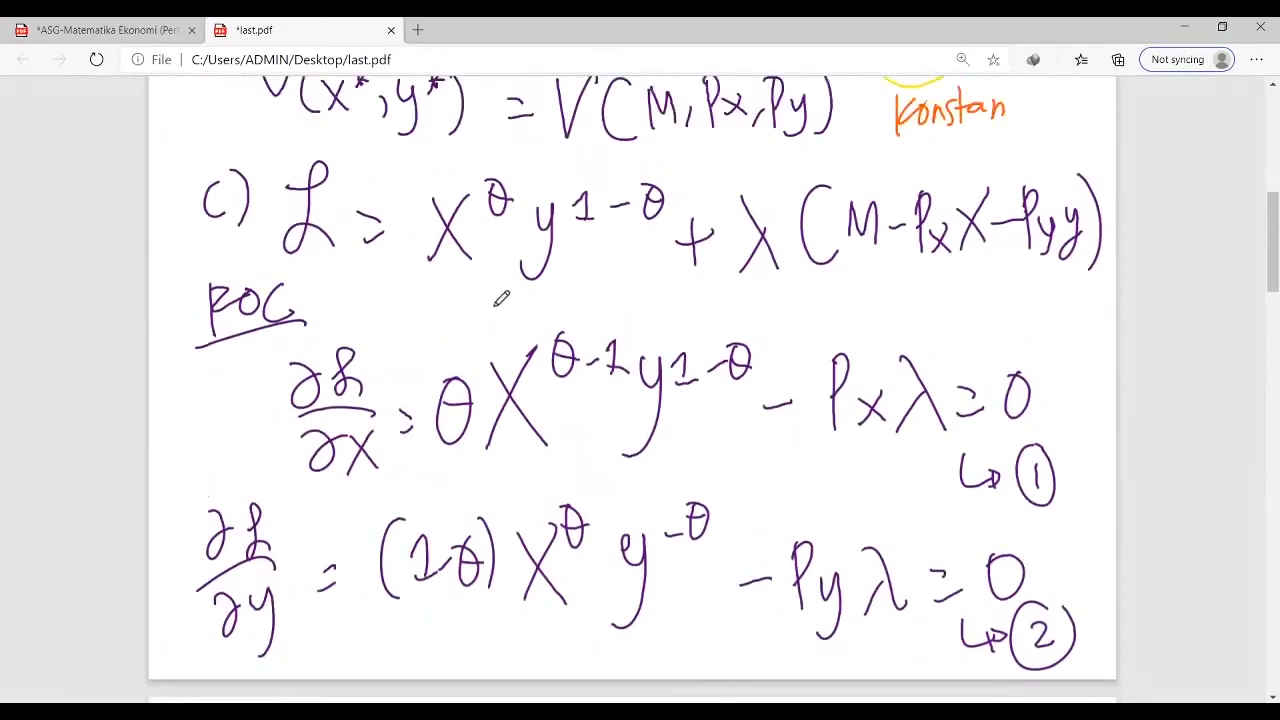 *ASG-Matematika Ekonomi (Pert
*last.pdf
File | C:/Users/ADMIN/Desktop/last.pdf
Not syncing
V(X*, y*) = V(M, Px, Py)
Konstan
c) ℒ = X^θ y^1-θ + λ (M - PxX - Pyy)
FOC
∂ℒ/∂X = θX^θ-1 y^1-θ - Pxλ = 0
↳ ①
∂ℒ/∂y = (1-θ) X^θ y^-θ - Pyλ = 0
↳ ②